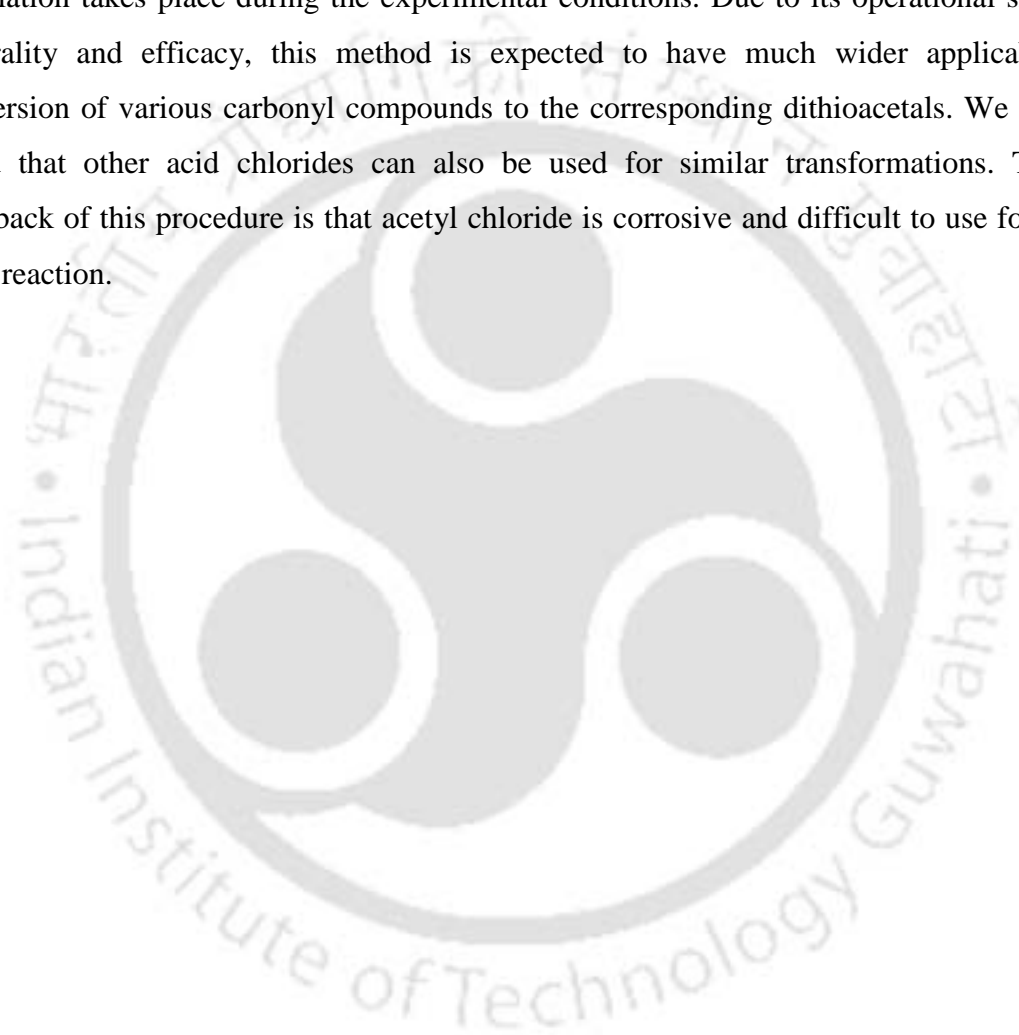 ation takes place during the experimental conditions. Due to its operational s
rality and efficacy, this method is expected to have much wider applica
ersion of various carbonyl compounds to the corresponding dithioacetals. We
that other acid chlorides can also be used for similar transformations. T
back of this procedure is that acetyl chloride is corrosive and difficult to use fo
reaction.
भारतीय प्रौद्योगिकी संस्थान गुवाहाटी
Indian Institute of Technology Guwahati